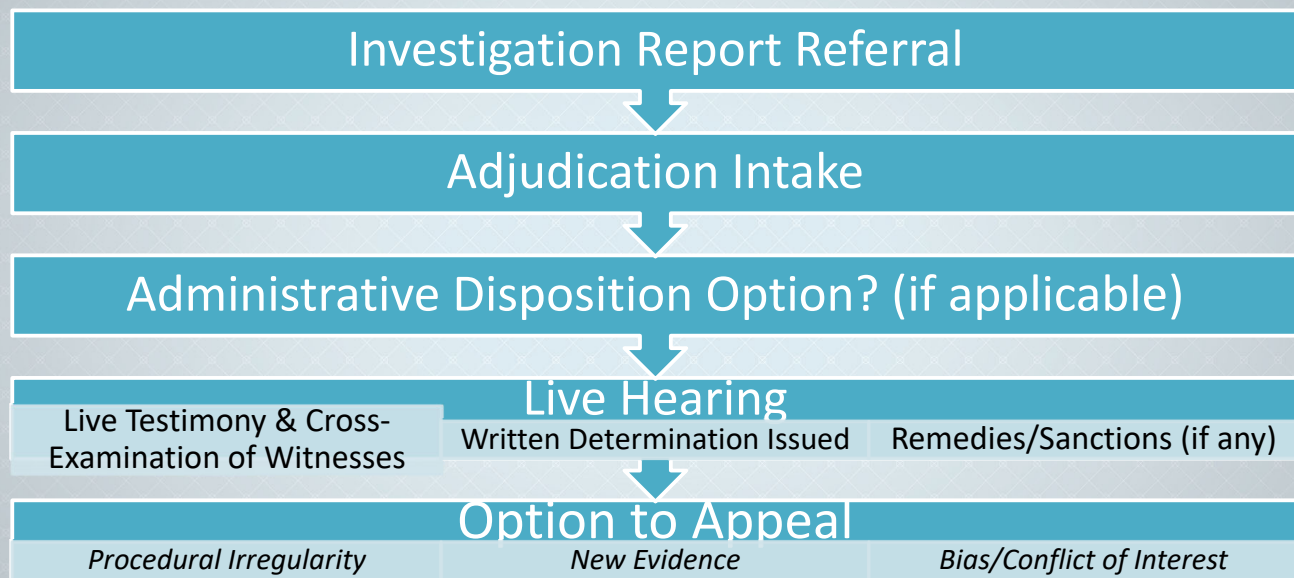 Investigation Report Referral
Adjudication Intake
Administrative Disposition Option? (if applicable)
Live Hearing
Live Testimony & Cross-
Examination of Witnesses
Written Determination Issued
Remedies/Sanctions (if any)
Option to Appeal
Procedural Irregularity
New Evidence
Bias/Conflict of Interest